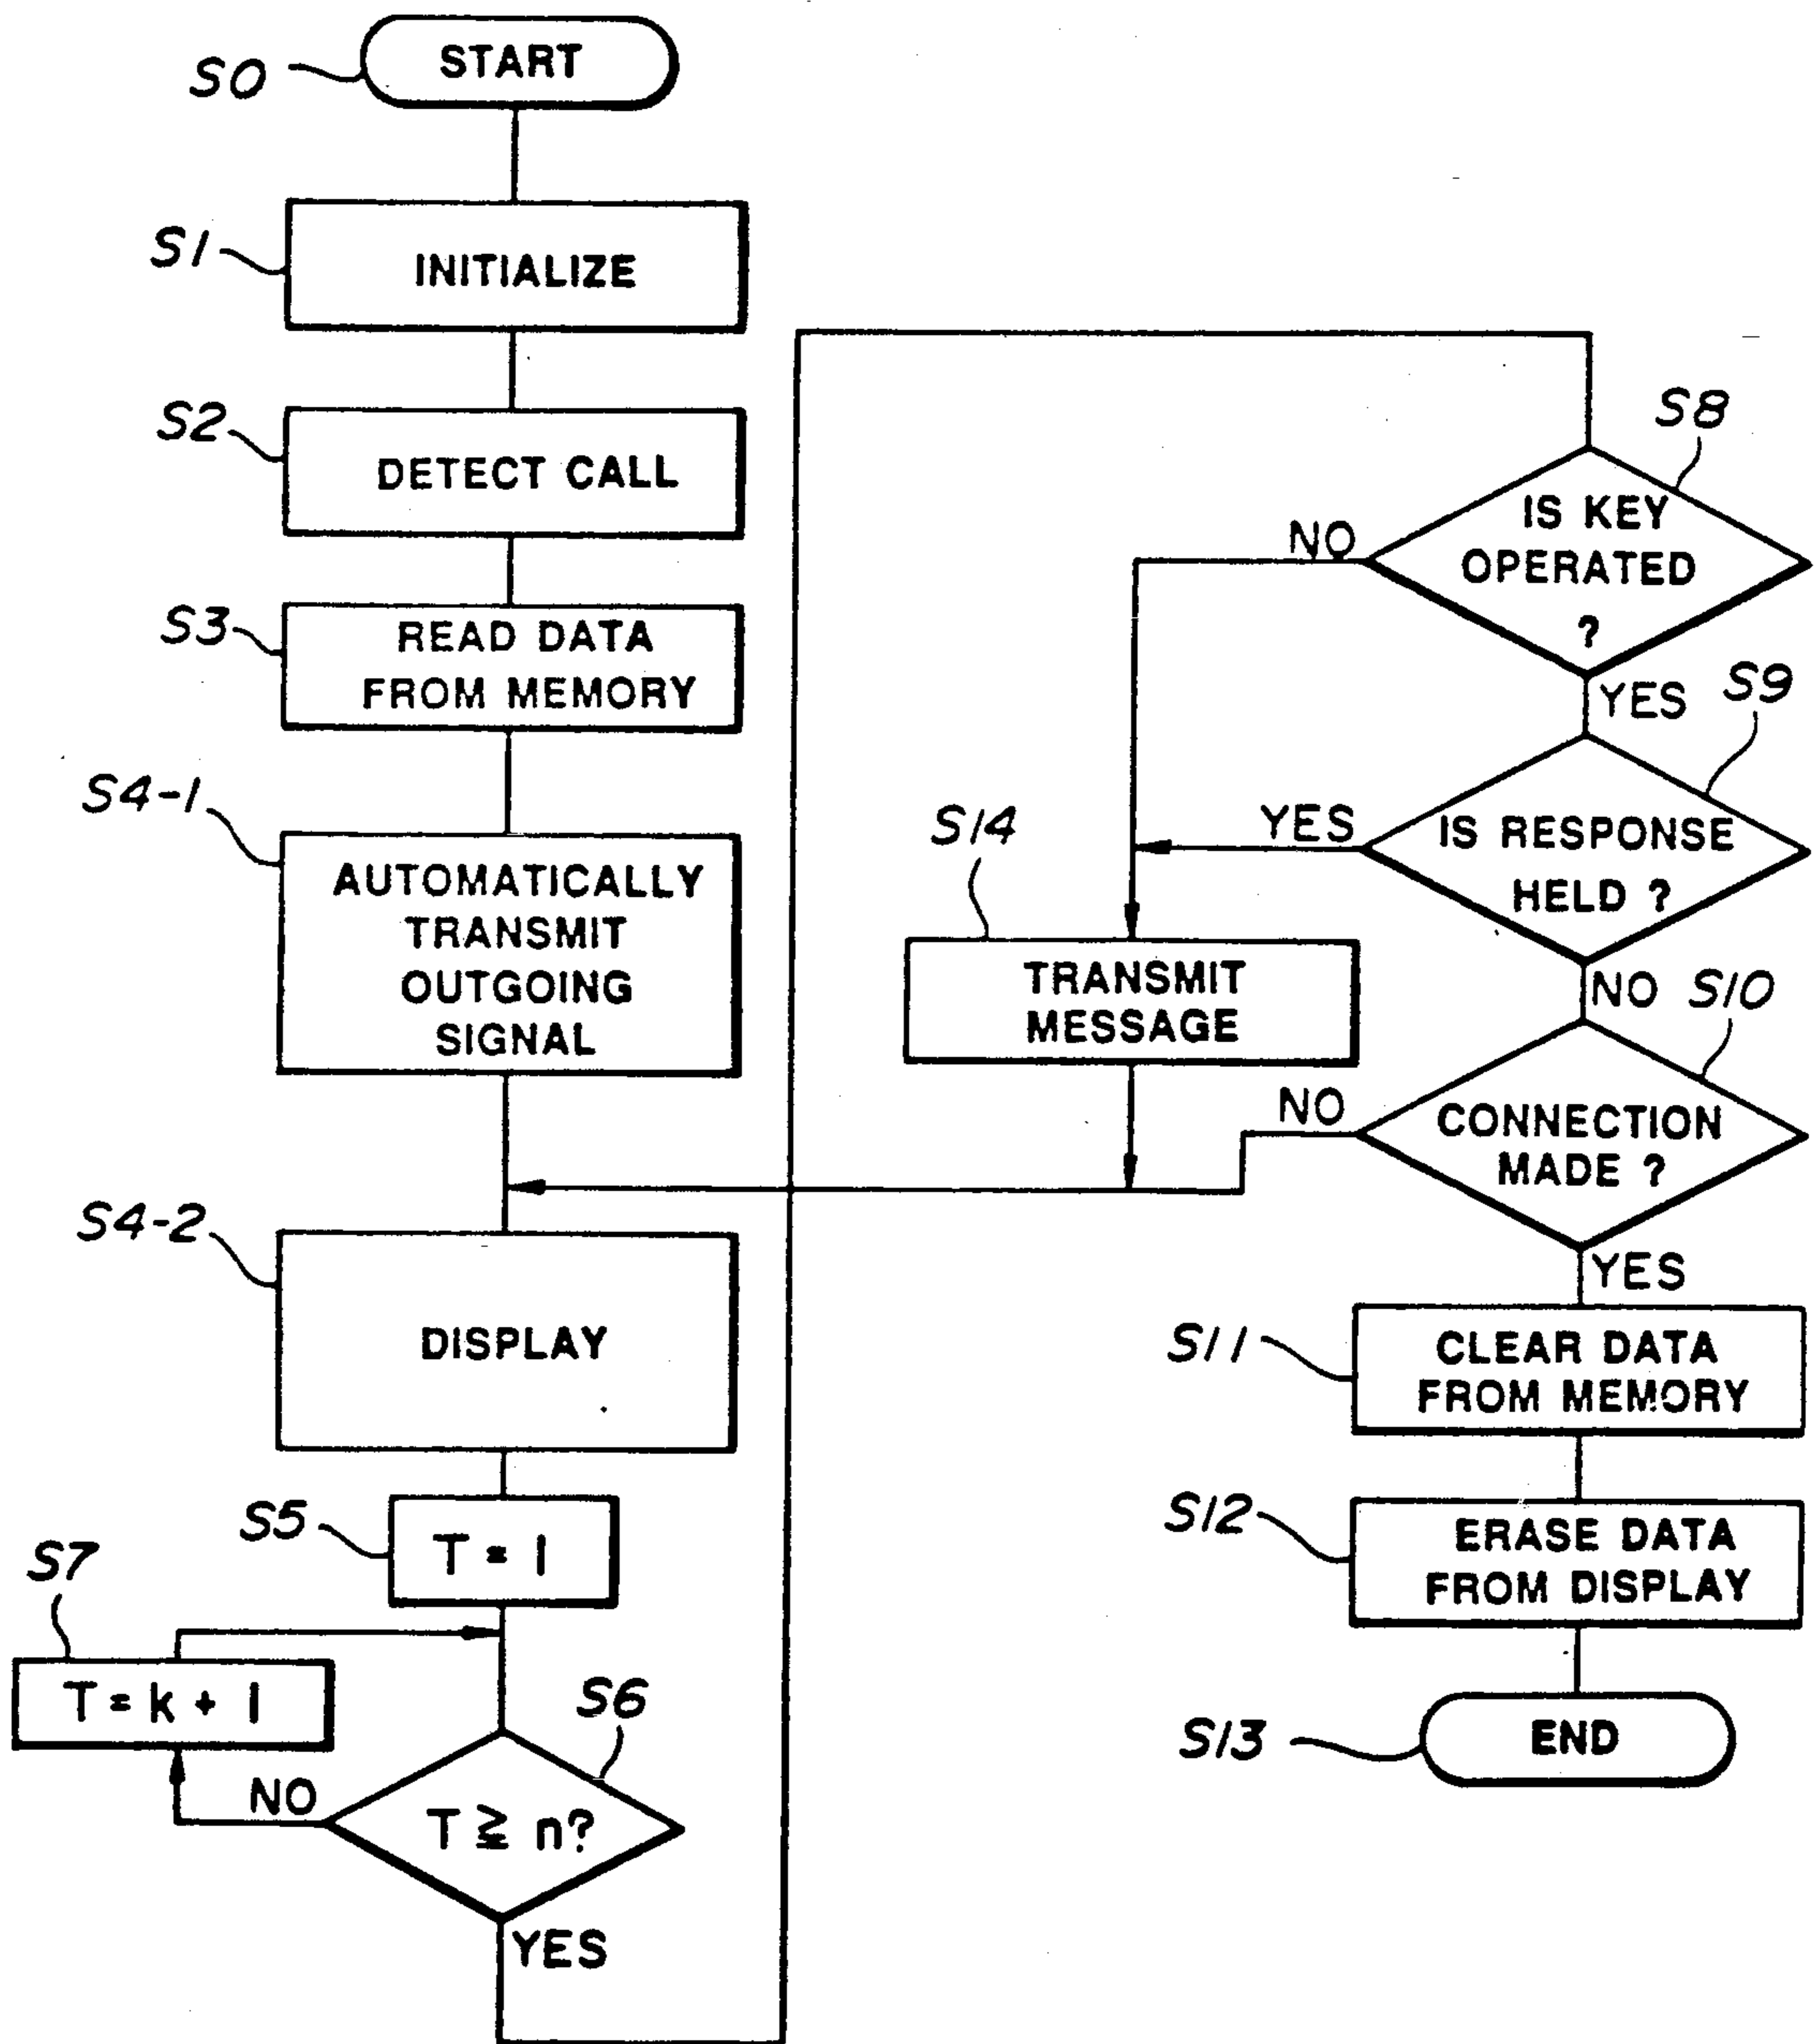 S0
START
S1
INITIALIZE
S2
DETECT CALL
S3
READ DATA
FROM MEMORY
S4-1
AUTOMATICALLY
TRANSMIT
OUTGOING
SIGNAL
S4-2
DISPLAY
S5
T = 1
S7
T = k + 1
S6
T ≧ n?
NO
YES
S8
IS KEY
OPERATED
?
NO
YES
S9
IS RESPONSE
HELD ?
YES
NO
S14
TRANSMIT
MESSAGE
S10
CONNECTION
MADE ?
NO
YES
S11
CLEAR DATA
FROM MEMORY
S12
ERASE DATA
FROM DISPLAY
S13
END